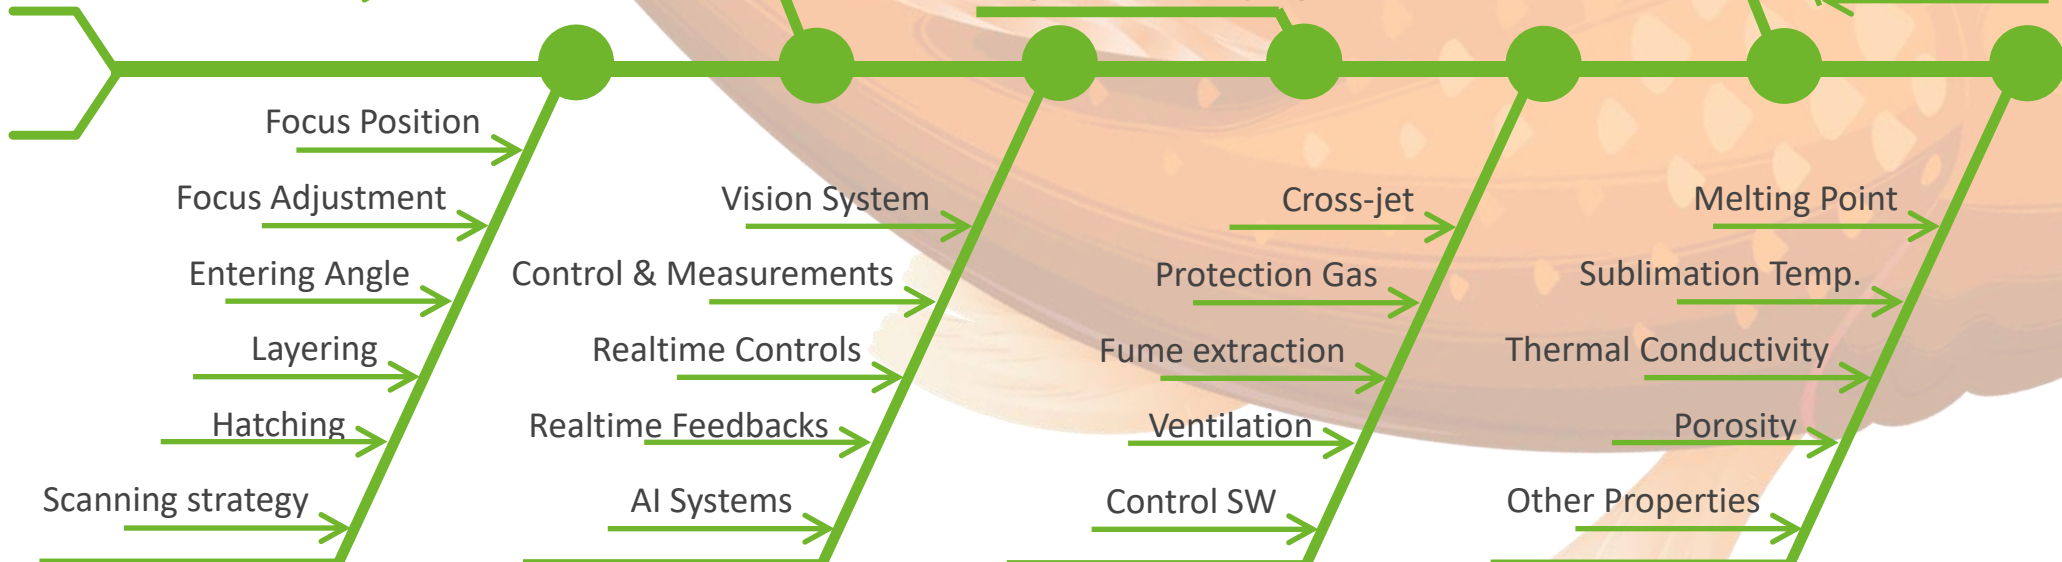 Focus Position
Focus Adjustment
Entering Angle
Layering
Hatching
Scanning strategy
Vision System
Control & Measurements
Realtime Controls
Realtime Feedbacks
AI Systems
Cross-jet
Protection Gas
Fume extraction
Ventilation
Control SW
Melting Point
Sublimation Temp.
Thermal Conductivity
Porosity
Other Properties